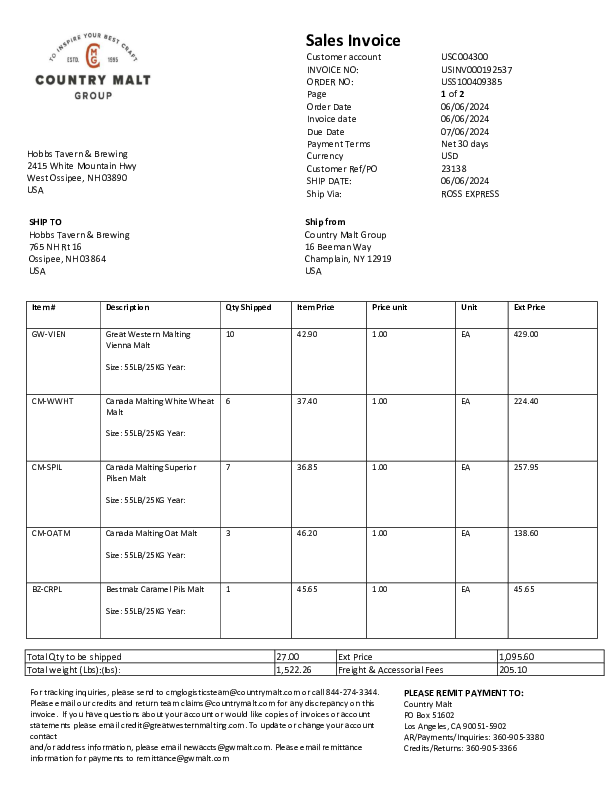 TO INSPIRE YOUR BEST CRAFT
ESTD. CMG 1995
COUNTRY MALT
GROUP
Sales Invoice
Customer account USC004300
INVOICE NO: USINV000192537
ORDER NO: USS100409385
Page 1 of 2
Order Date 06/06/2024
Invoice date 06/06/2024
Due Date 07/06/2024
Payment Terms Net 30 days
Currency USD
Customer Ref/PO 23138
SHIP DATE: 06/06/2024
Ship Via: ROSS EXPRESS
Hobbs Tavern & Brewing
2415 White Mountain Hwy
West Ossipee, NH 03890
USA
SHIP TO
Hobbs Tavern & Brewing
765 NH Rt 16
Ossipee, NH 03864
USA
Ship from
Country Malt Group
16 Beeman Way
Champlain, NY 12919
USA
Item # Description Qty Shipped Item Price Price unit Unit Ext Price
GW-VIEN Great Western Malting 10 42.90 1.00 EA 429.00
Vienna Malt
Size: 55LB/25KG Year:
CM-WWHT Canada Malting White Wheat 6 37.40 1.00 EA 224.40
Malt
Size: 55LB/25KG Year:
CM-SPIL Canada Malting Superior 7 36.85 1.00 EA 257.95
Pilsen Malt
Size: 55LB/25KG Year:
CM-OATM Canada Malting Oat Malt 3 46.20 1.00 EA 138.60
Size: 55LB/25KG Year:
BZ-CRPL Bestmalz Caramel Pils Malt 1 45.65 1.00 EA 45.65
Size: 55LB/25KG Year:
Total Qty to be shipped 27.00 Ext Price 1,095.60
Total weight (Lbs):(lbs): 1,522.26 Freight & Accessorial Fees 205.10
For tracking inquiries, please send to cmglogisticsteam@countrymalt.com or call 844-274-3344.
Please email our credits and return team claims@countrymalt.com for any discrepancy on this
invoice. If you have questions about your account or would like copies of invoices or account
statements please email credit@greatwesternmalting.com. To update or change your account
contact
and/or address information, please email newaccts@gwmalt.com. Please email remittance
information for payments to remittance@gwmalt.com
PLEASE REMIT PAYMENT TO:
Country Malt
PO Box 51602
Los Angeles, CA 90051-5902
AR/Payments/Inquiries: 360-905-3380
Credits/Returns: 360-905-3366